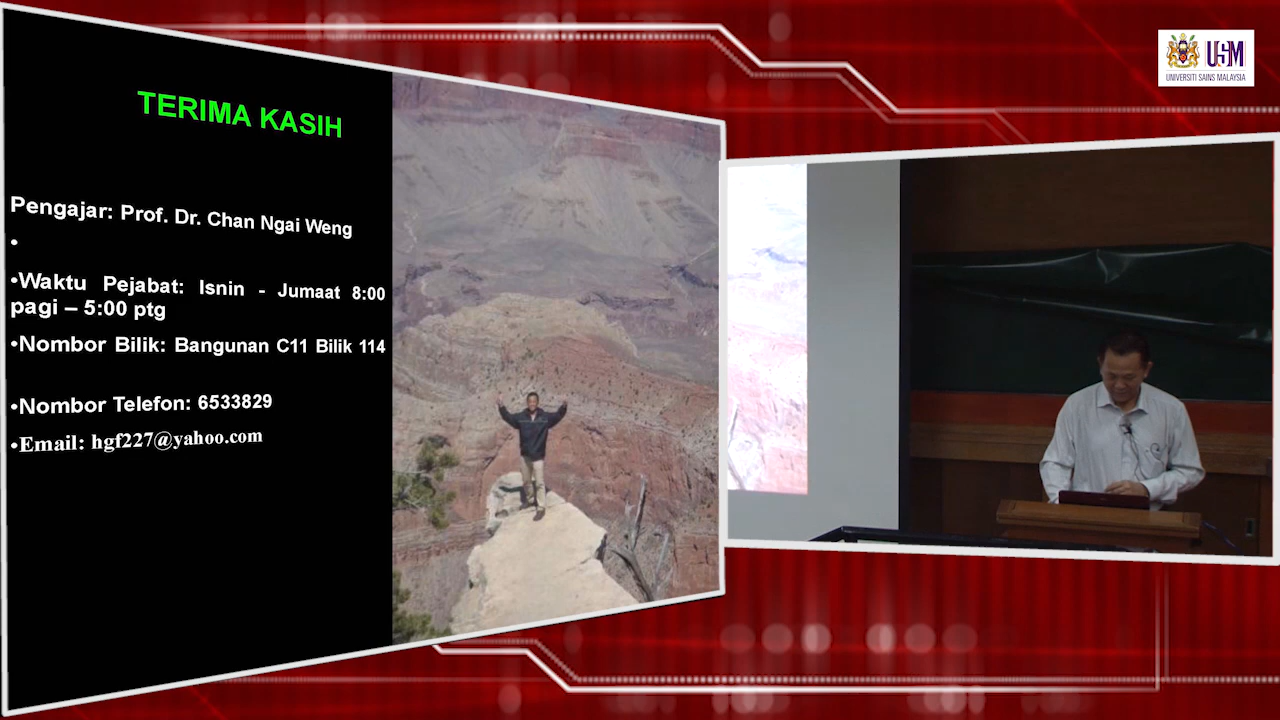 TERIMA KASIH
Pengajar: Prof. Dr. Chan Ngai Weng
•
•Waktu Pejabat: Isnin - Jumaat 8:00
pagi – 5:00 ptg
•Nombor Bilik: Bangunan C11 Bilik 114
•Nombor Telefon: 6533829
•Email: hgf227@yahoo.com
USM
UNIVERSITI SAINS MALAYSIA